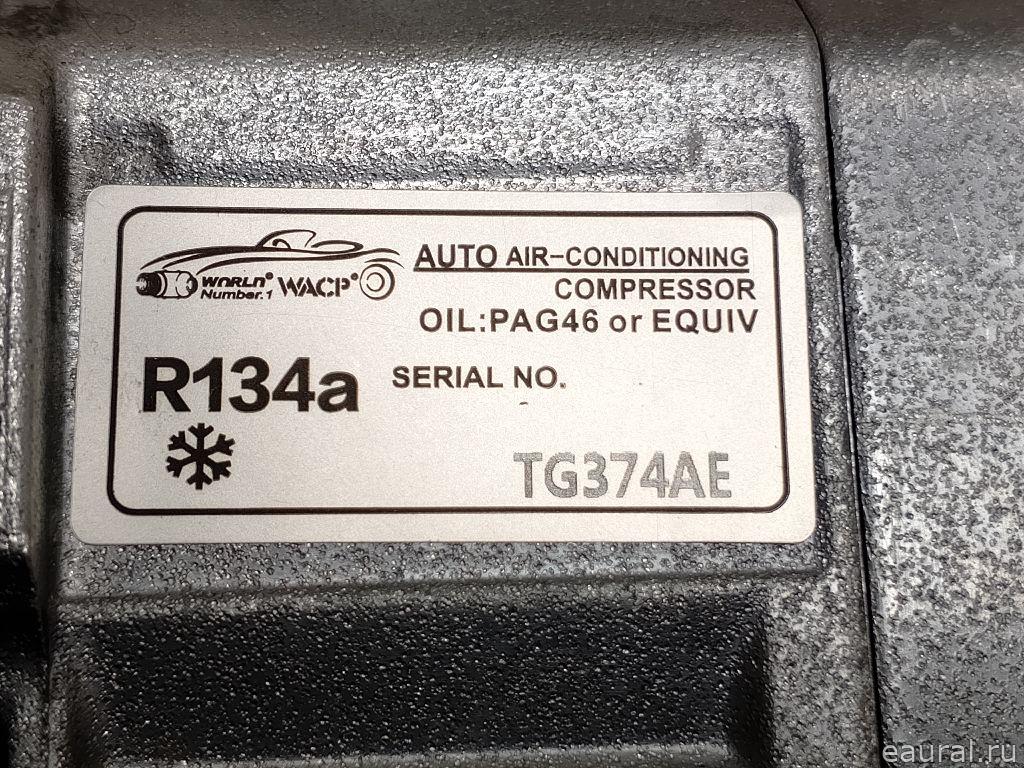 WORLD® WACP®
Number.1
AUTO AIR-CONDITIONING
COMPRESSOR
OIL:PAG46 or EQUIV
R134a
SERIAL NO.
TG374AE
eaural.ru